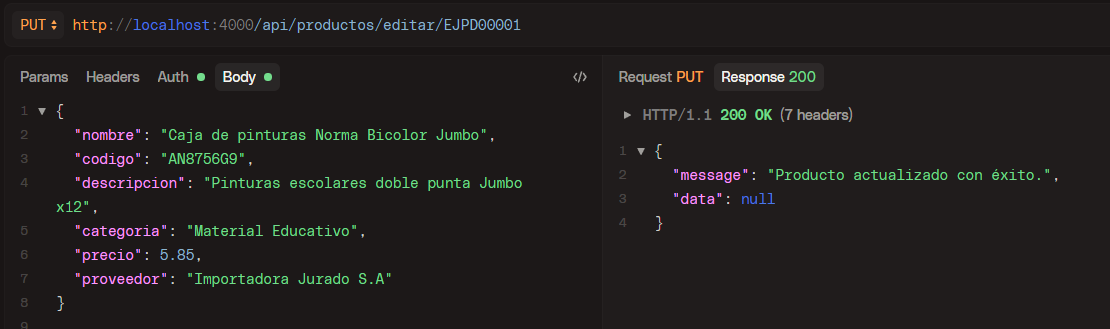 PUT http://localhost:4000/api/productos/editar/EJPD00001
Params Headers Auth Body </>
1 {
2 "nombre": "Caja de pinturas Norma Bicolor Jumbo",
3 "codigo": "AN8756G9",
4 "descripcion": "Pinturas escolares doble punta Jumbo
x12",
5 "categoria": "Material Educativo",
6 "precio": 5.85,
7 "proveedor": "Importadora Jurado S.A"
8 }
9
Request PUT Response 200
HTTP/1.1 200 OK (7 headers)
1 {
2 "message": "Producto actualizado con éxito.",
3 "data": null
4 }